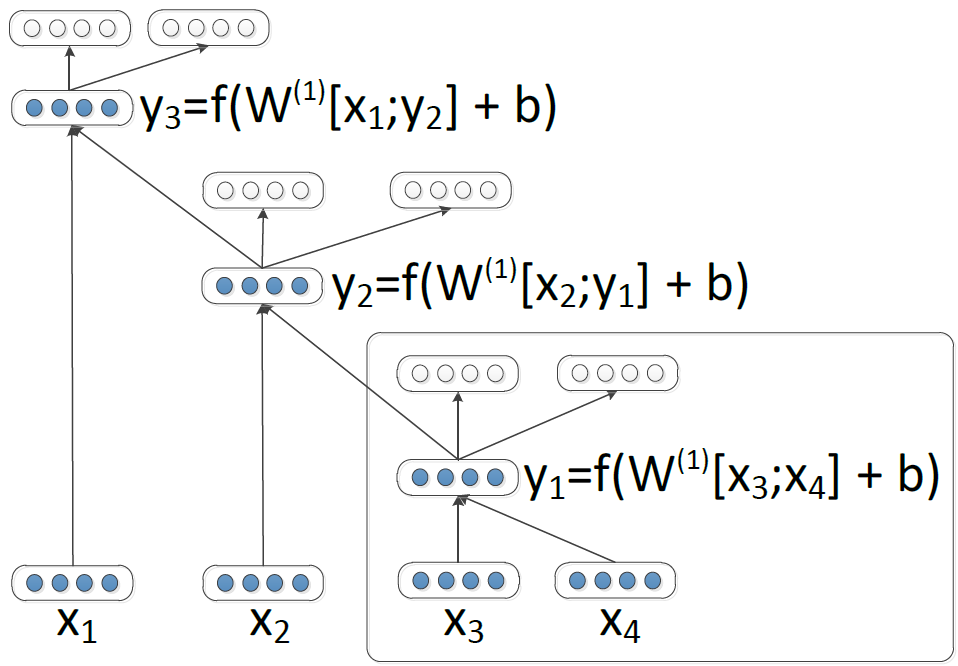 y₃=f(W⁽¹⁾[x₁;y₂] + b)
y₂=f(W⁽¹⁾[x₂;y₁] + b)
y₁=f(W⁽¹⁾[x₃;x₄] + b)
x₁ x₂ x₃ x₄